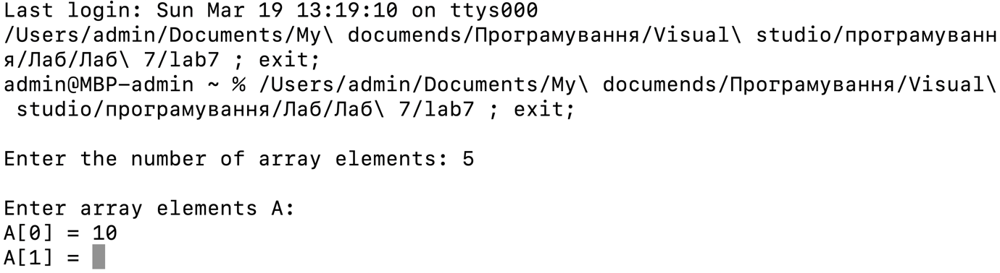 Last login: Sun Mar 19 13:19:10 on ttys000
/Users/admin/Documents/My\ documends/Програмування/Visual\ studio/програмуванн
я/Лаб/Лаб\ 7/lab7 ; exit;
admin@MBP-admin ~ % /Users/admin/Documents/My\ documends/Програмування/Visual\
 studio/програмування/Лаб/Лаб\ 7/lab7 ; exit;
Enter the number of array elements: 5
Enter array elements A:
A[0] = 10
A[1] =